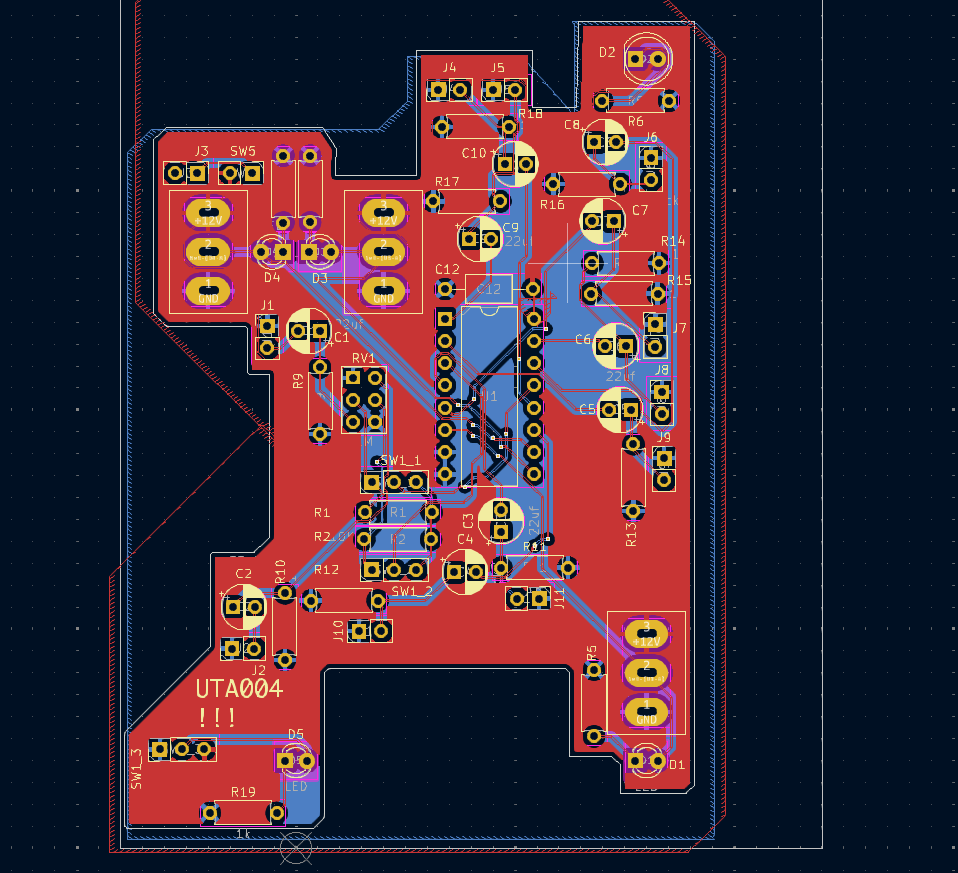 D2
J4 J5
R6
R18
C8
J6
C10
J3 SW5
R17
R16
C7
3
+12V
3
+12V
C9
22uf
R14
2
2
D4
D3
C12
C12
R15
1
GND
1
GND
J1
22uf
C1
J7
C6
RV1
22uf
J8
R9
U1
C5
J9
SW1_1
R1
R1
C3
22uf
R13
R2
R2
C4
R11
R12
SW1_2
C2
R10
J11
J10
3
+12V
J2
R5
2
UTA004
!!!
1
GND
D5
SW1_3
D1
LED
LED
R19
1k